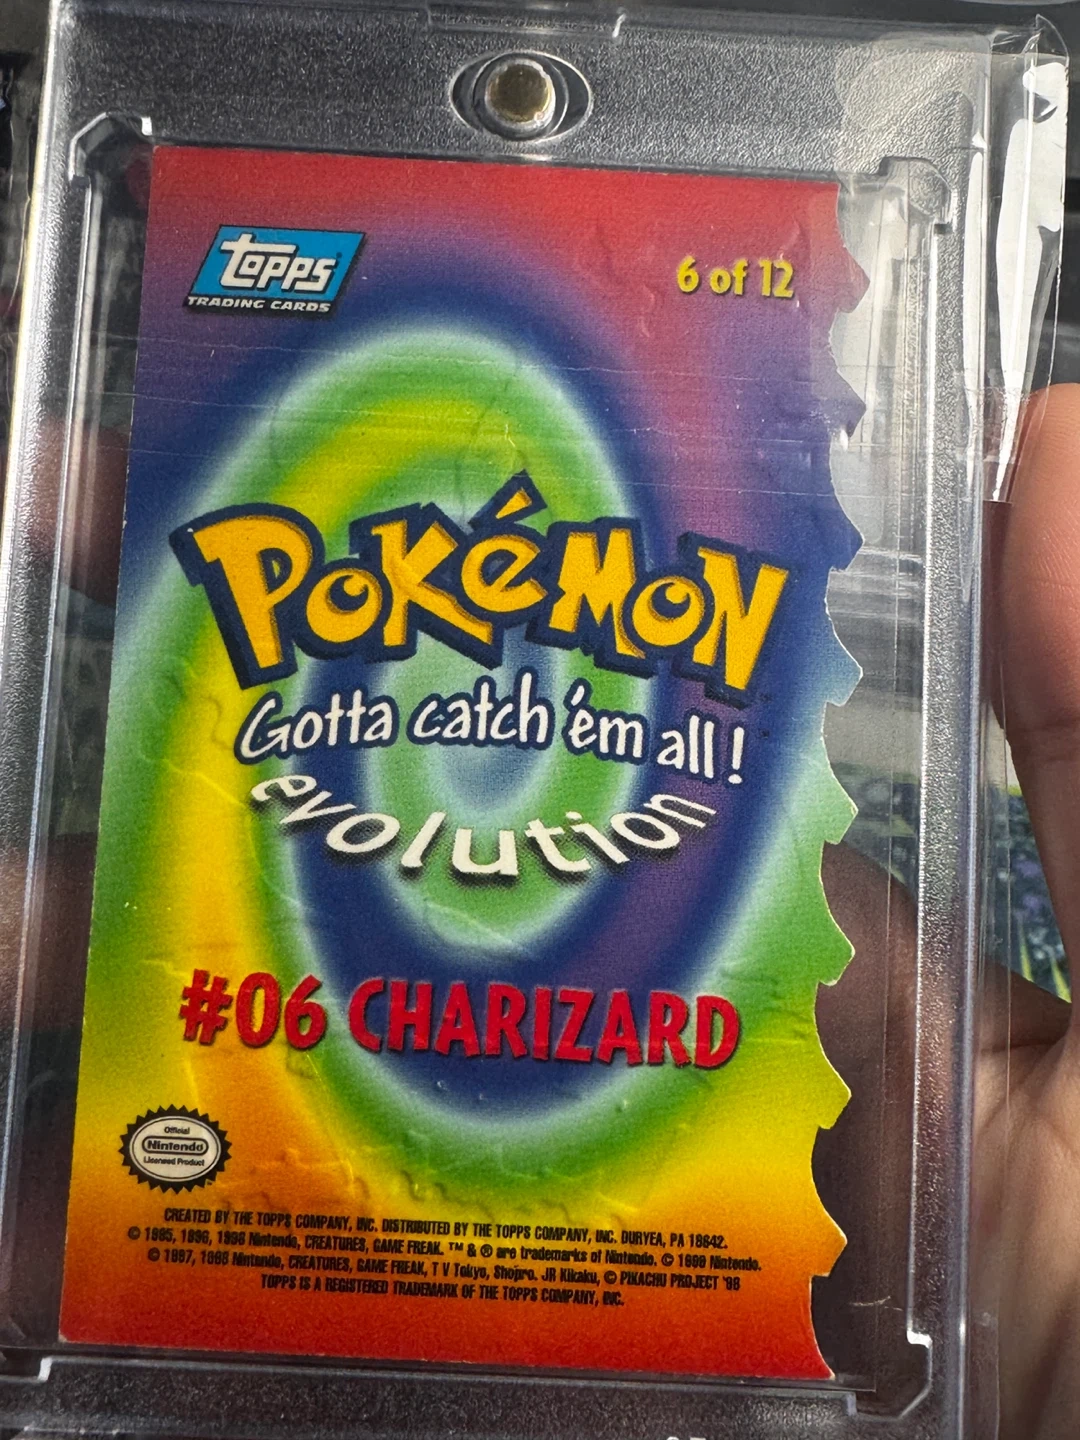 topps
TRADING CARDS
6 of 12
POKéMON
Gotta catch 'em all!
evolution
#06 CHARIZARD
Official
Nintendo
Licensed Product
CREATED BY THE TOPPS COMPANY, INC. DISTRIBUTED BY THE TOPPS COMPANY, INC. DURYEA, PA 18642.
© 1995, 1996, 1998 Nintendo, CREATURES, GAME FREAK. ™ & ® are trademarks of Nintendo. © 1999 Nintendo.
© 1997, 1998 Nintendo, CREATURES, GAME FREAK, T V Tokyo, Shopro. JR Kikaku, © PIKACHU PROJECT '98
TOPPS IS A REGISTERED TRADEMARK OF THE TOPPS COMPANY, INC.